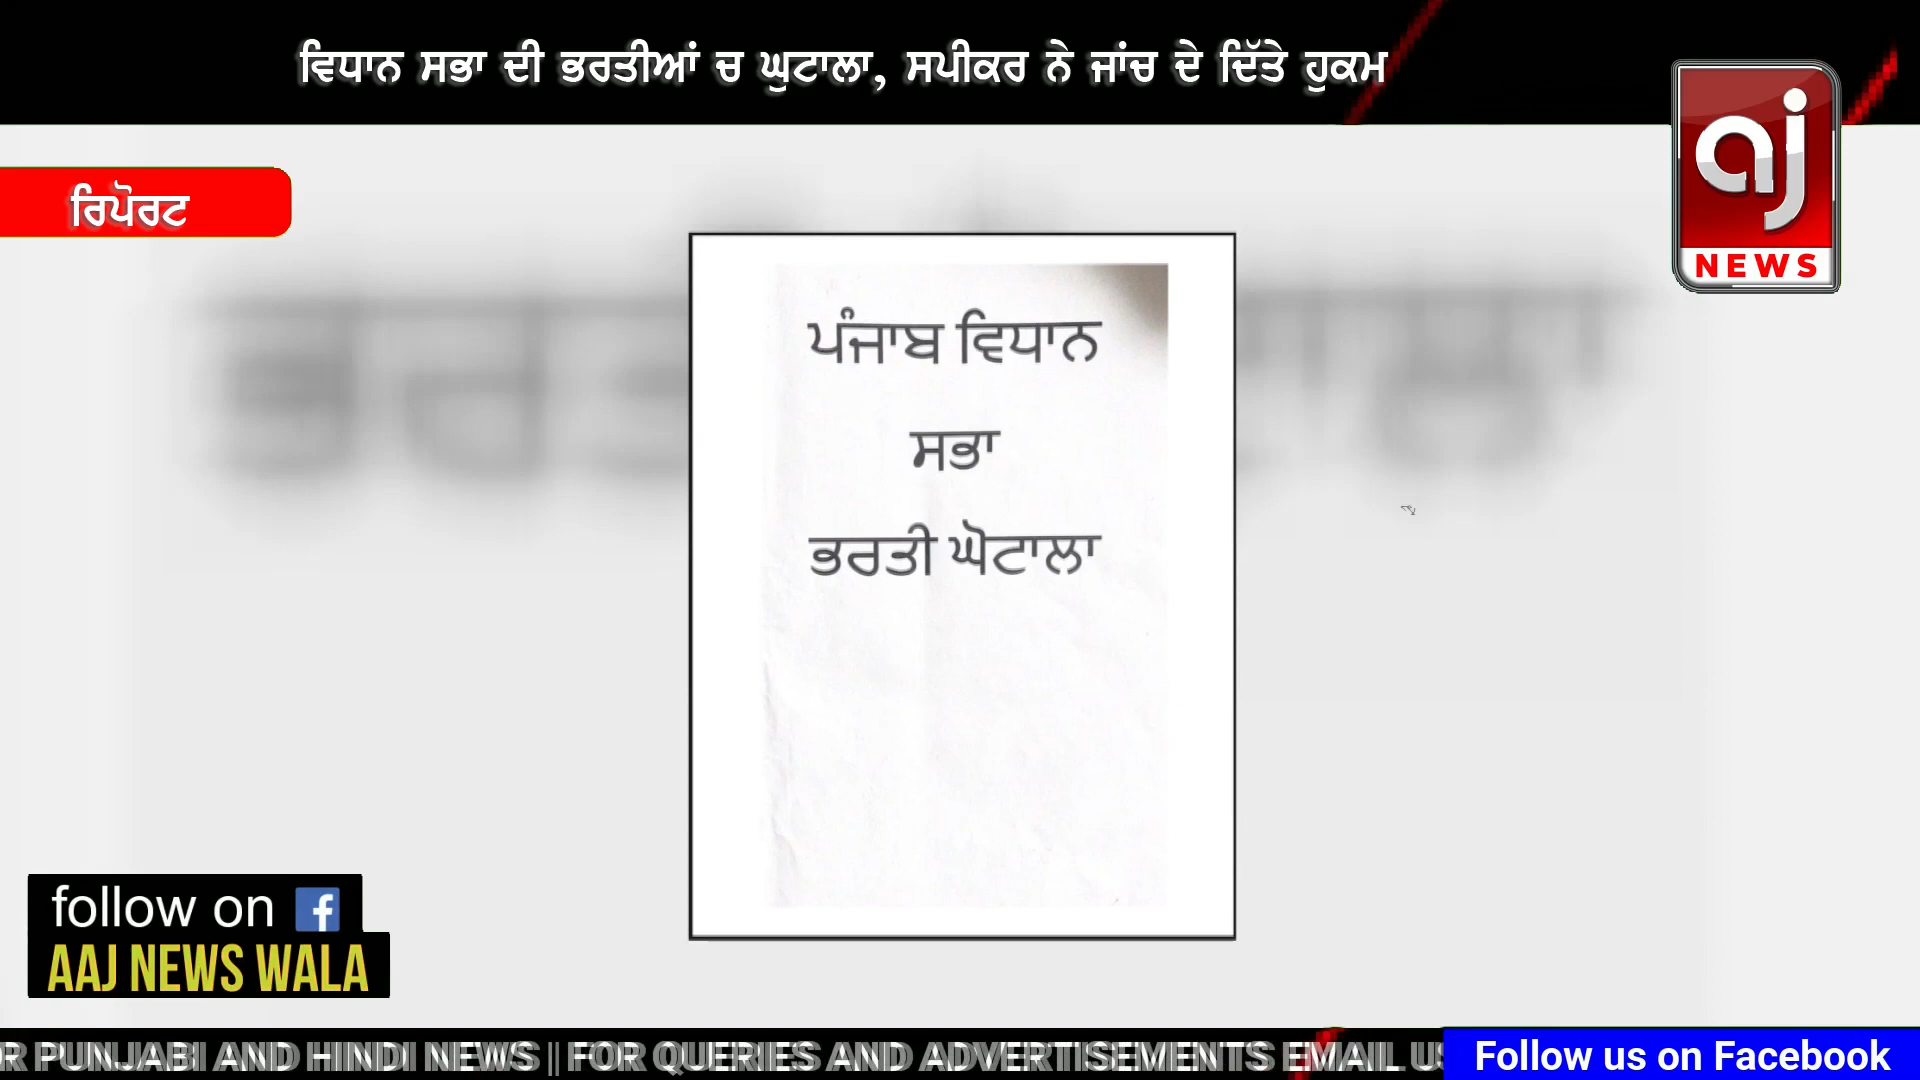 ਵਿਧਾਨ ਸਭਾ ਦੀ ਭਰਤੀਆਂ ਚ ਘੁਟਾਲਾ, ਸਪੀਕਰ ਨੇ ਜਾਂਚ ਦੇ ਦਿੱਤੇ ਹੁਕਮ
aj
NEWS
ਰਿਪੋਰਟ
ਪੰਜਾਬ ਵਿਧਾਨ
ਸਭਾ
ਭਰਤੀ ਘੋਟਾਲਾ
follow on f
AAJ NEWS WALA
PUNJABI AND HINDI NEWS || FOR QUERIES AND ADVERTISEMENTS EMAIL US
Follow us on Facebook